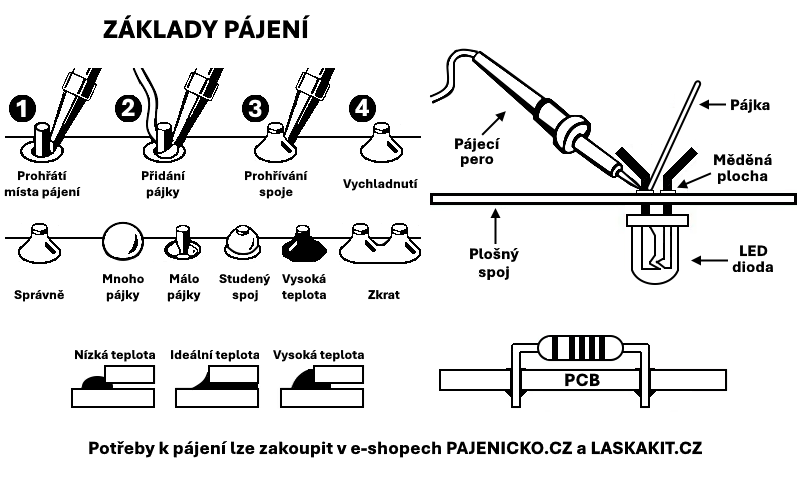 ZÁKLADY PÁJENÍ
1
2
3
4
Prohřátí
místa pájení
Přidání
pájky
Prohřívání
spoje
Vychladnutí
Správně
Mnoho
pájky
Málo
pájky
Studený
spoj
Vysoká
teplota
Zkrat
Nízká teplota
Ideální teplota
Vysoká teplota
Pájecí
pero
Pájka
Měděná
plocha
Plošný
spoj
LED
dioda
PCB
Potřeby k pájení lze zakoupit v e-shopech PAJENICKO.CZ a LASKAKIT.CZ